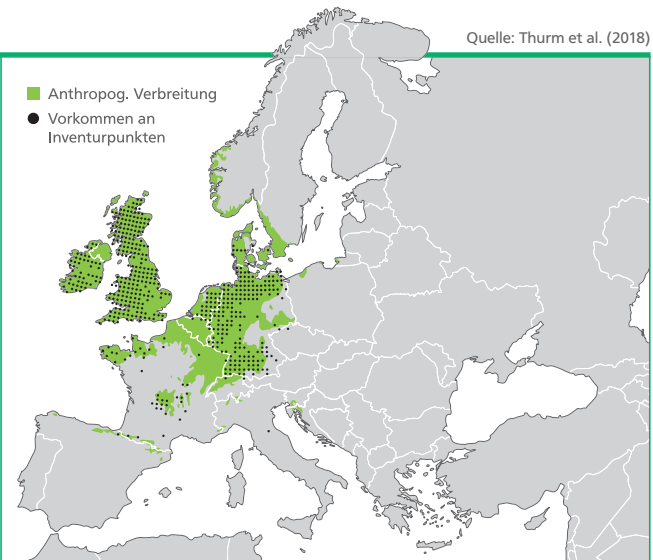 Quelle: Thurm et al. (2018)
Anthropog. Verbreitung
Vorkommen an
Inventurpunkten